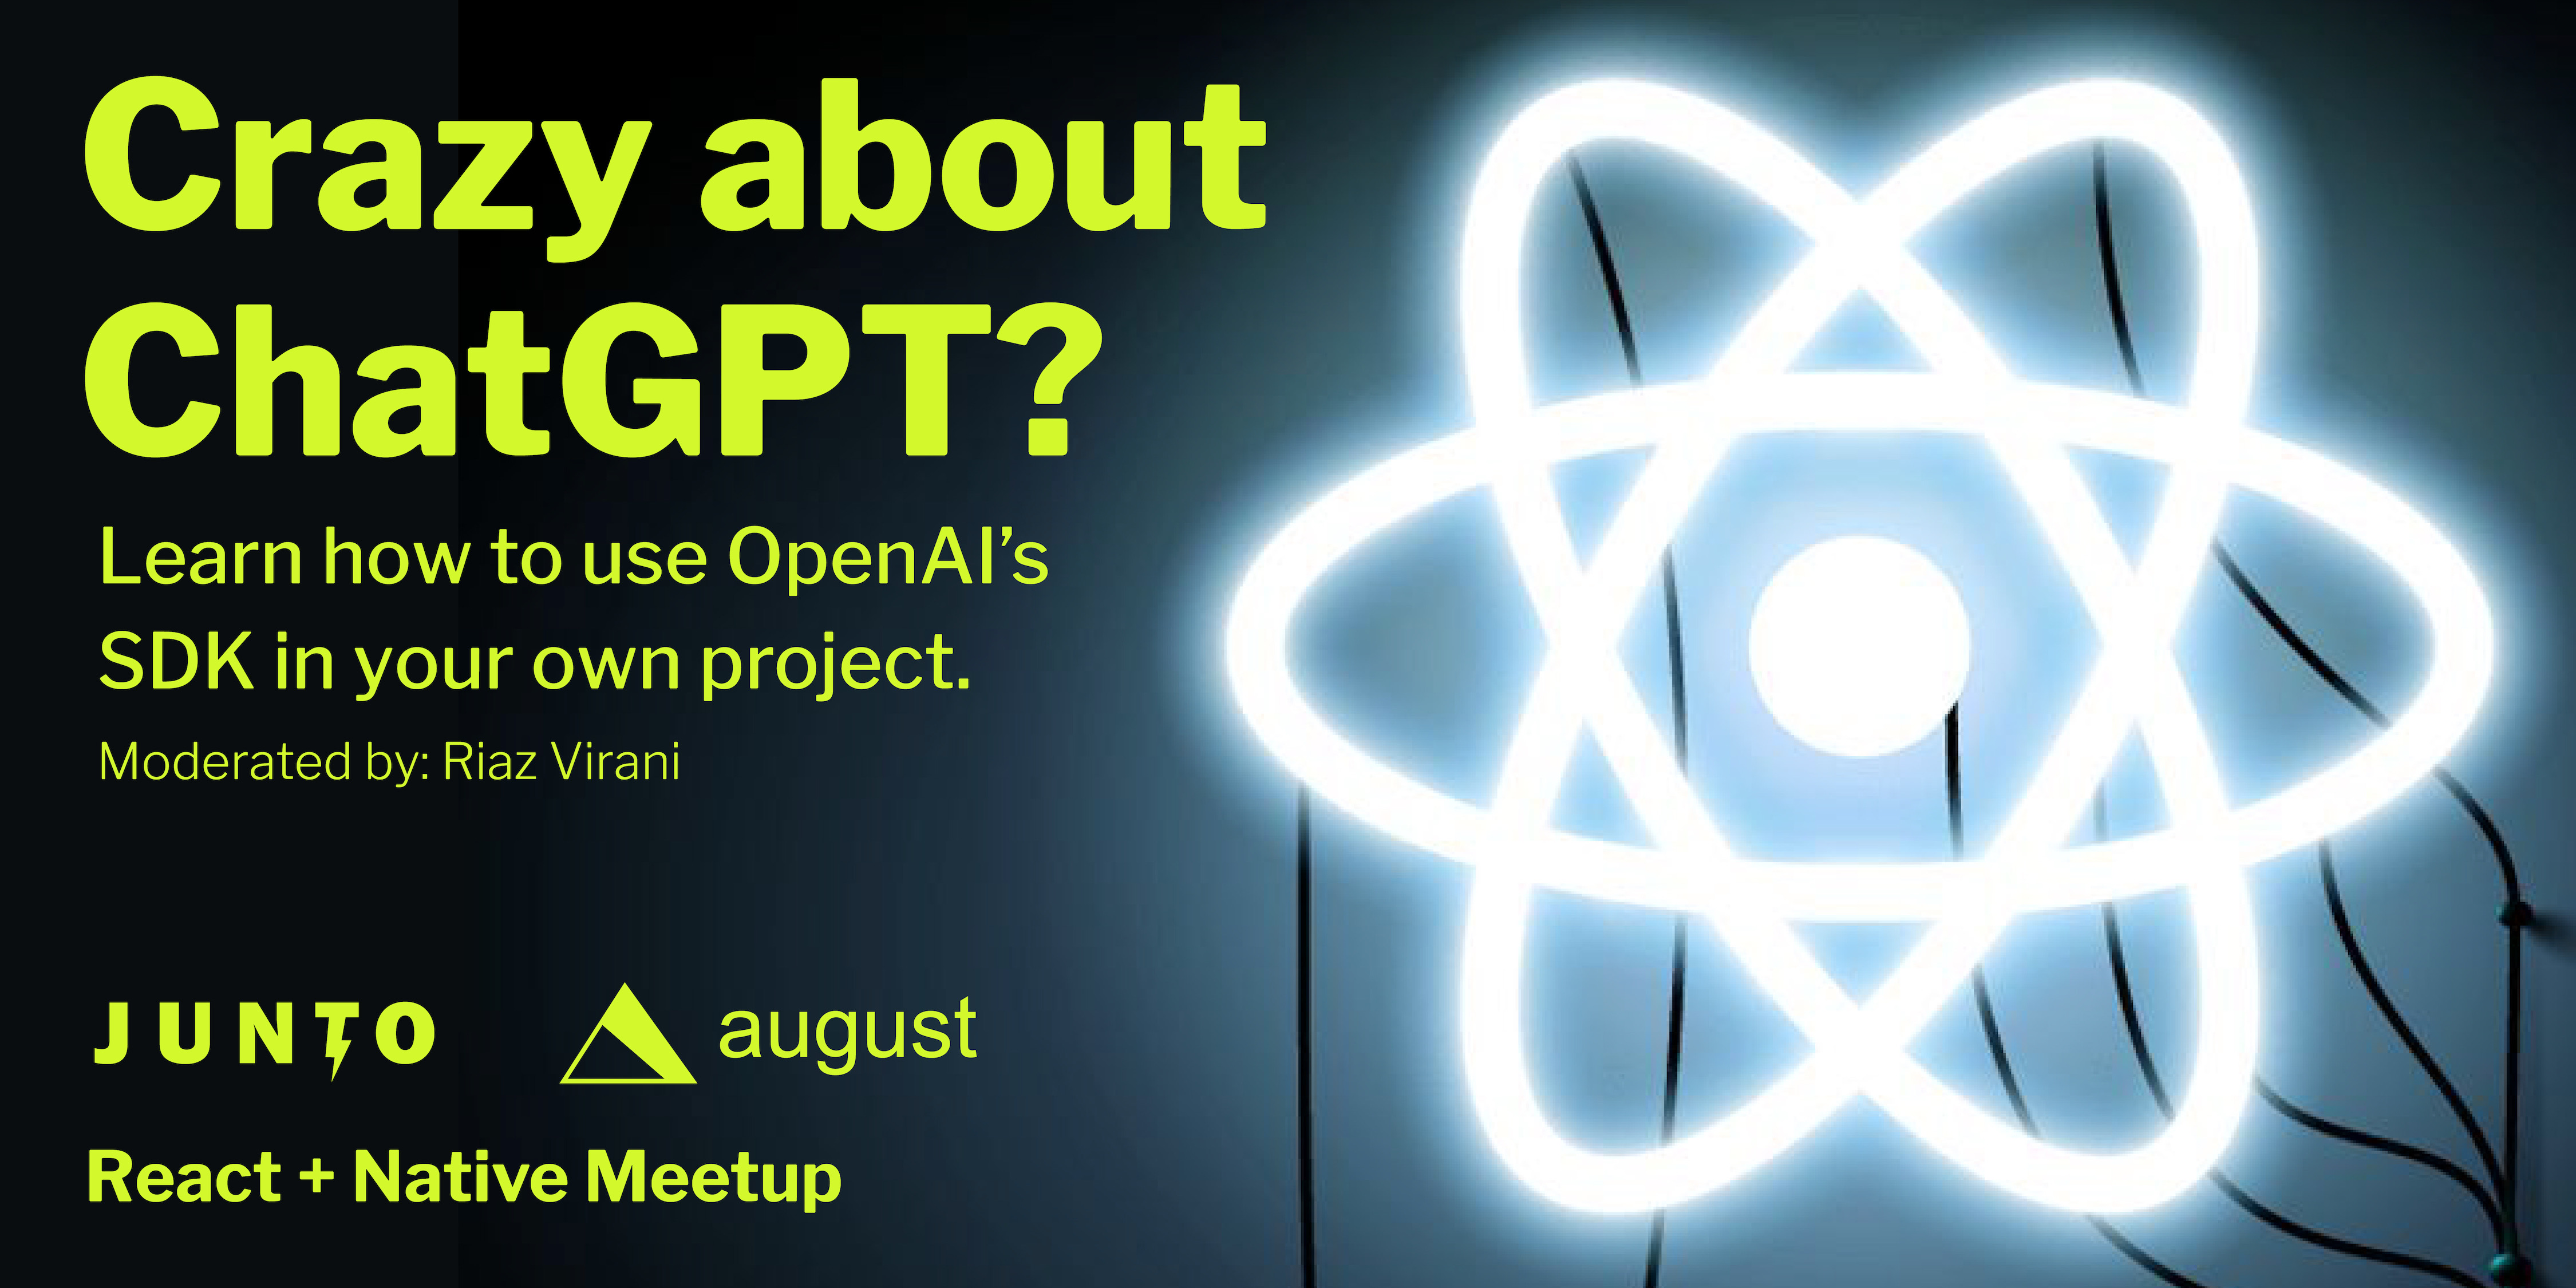 Crazy about
ChatGPT?
Learn how to use OpenAI’s
SDK in your own project.
Moderated by: Riaz Virani
JUNTO
august
React + Native Meetup